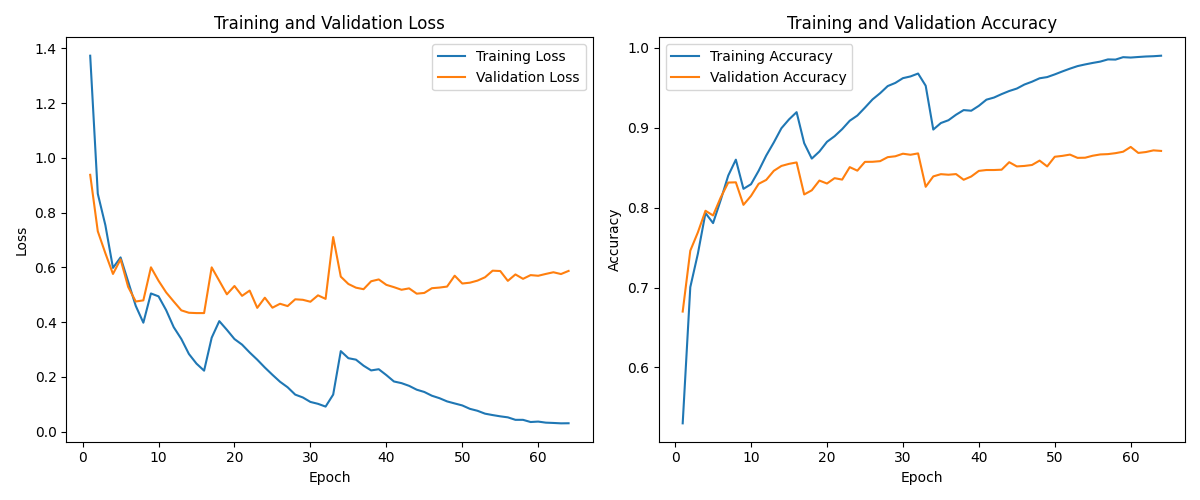 Training and Validation Loss
1.4
1.2
1.0
0.8
0.6
0.4
0.2
0.0
Loss
Training Loss
Validation Loss
0 10 20 30 40 50 60
Epoch
Training and Validation Accuracy
1.0
0.9
0.8
0.7
0.6
Accuracy
Training Accuracy
Validation Accuracy
0 10 20 30 40 50 60
Epoch